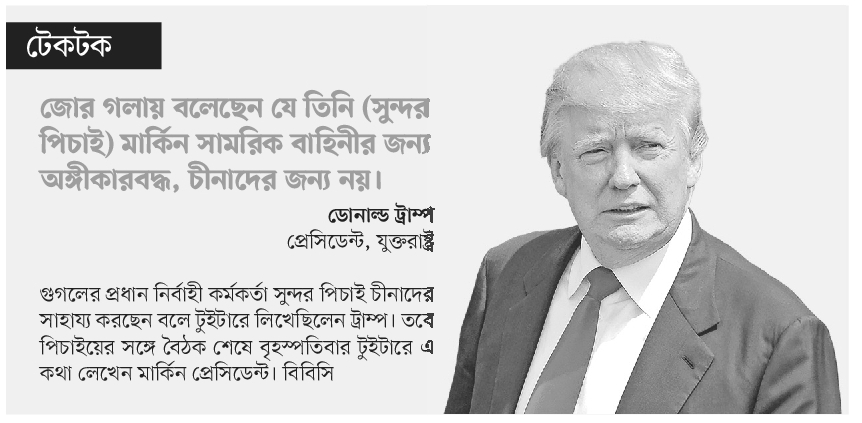 টেকটক
জোর গলায় বলেছেন যে তিনি (সুন্দর
পিচাই) মার্কিন সামরিক বাহিনীর জন্য
অঙ্গীকারবদ্ধ, চীনাদের জন্য নয়।
ডোনাল্ড ট্রাম্প
প্রেসিডেন্ট, যুক্তরাষ্ট্র
গুগলের প্রধান নির্বাহী কর্মকর্তা সুন্দর পিচাই চীনাদের
সাহায্য করছেন বলে টুইটারে লিখেছিলেন ট্রাম্প। তবে
পিচাইয়ের সঙ্গে বৈঠক শেষে বৃহস্পতিবার টুইটারে এ
কথা লেখেন মার্কিন প্রেসিডেন্ট। বিবিসি